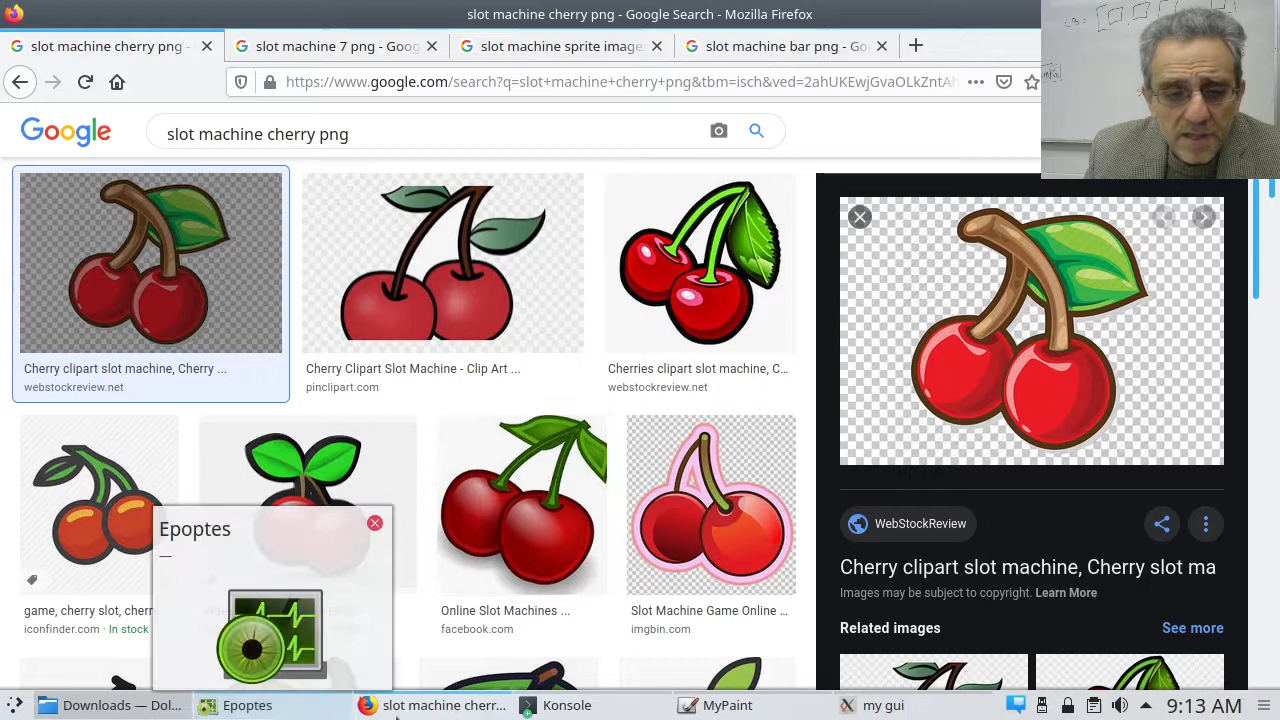 slot machine cherry png - Google Search - Mozilla Firefox
slot machine cherry png -
slot machine 7 png - Goog
slot machine sprite image
slot machine bar png - Go
https://www.google.com/search?q=slot+machine+cherry+png&tbm=isch&ved=2ahUKEwjGvaOLkZntAh
Google
slot machine cherry png
Cherry clipart slot machine, Cherry ...
webstockreview.net
Cherry Clipart Slot Machine - Clip Art ...
pinclipart.com
Cherries clipart slot machine, C...
webstockreview.net
game, cherry slot, cherr
iconfinder.com · In stock
Online Slot Machines ...
facebook.com
Slot Machine Game Online ...
imgbin.com
WebStockReview
Cherry clipart slot machine, Cherry slot ma
Images may be subject to copyright. Learn More
Related images
See more
Epoptes
—
Downloads — Dol...
Epoptes
slot machine cherr...
Konsole
MyPaint
my gui
9:13 AM